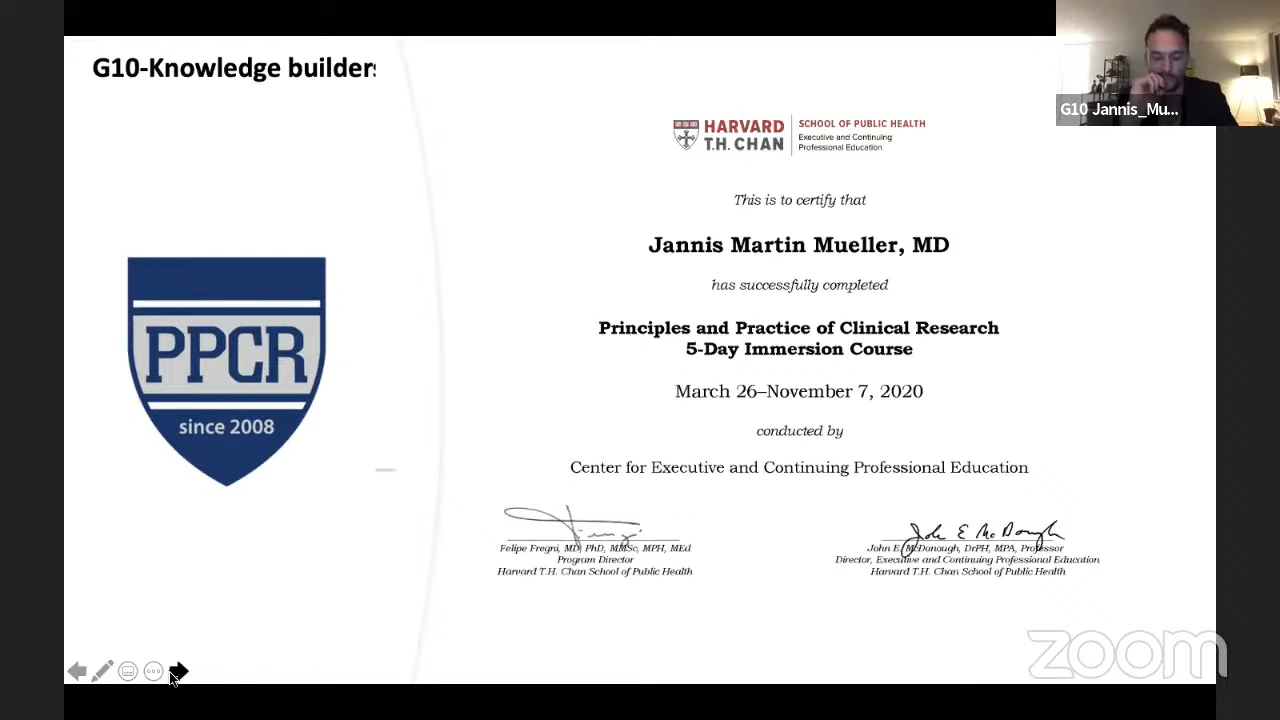 G10-Knowledge builders
G10 Jannis_Mu...
HARVARD
T.H. CHAN
SCHOOL OF PUBLIC HEALTH
Executive and Continuing
Professional Education
This is to certify that
Jannis Martin Mueller, MD
has successfully completed
Principles and Practice of Clinical Research
5-Day Immersion Course
March 26–November 7, 2020
conducted by
Center for Executive and Continuing Professional Education
PPCR
since 2008
Felipe Fregni, MD, PhD, MMSc, MPH, MEd
Program Director
Harvard T.H. Chan School of Public Health
John E McDonough
John E. McDonough, DrPH, MPA, Professor
Director, Executive and Continuing Professional Education
Harvard T.H. Chan School of Public Health
zoom